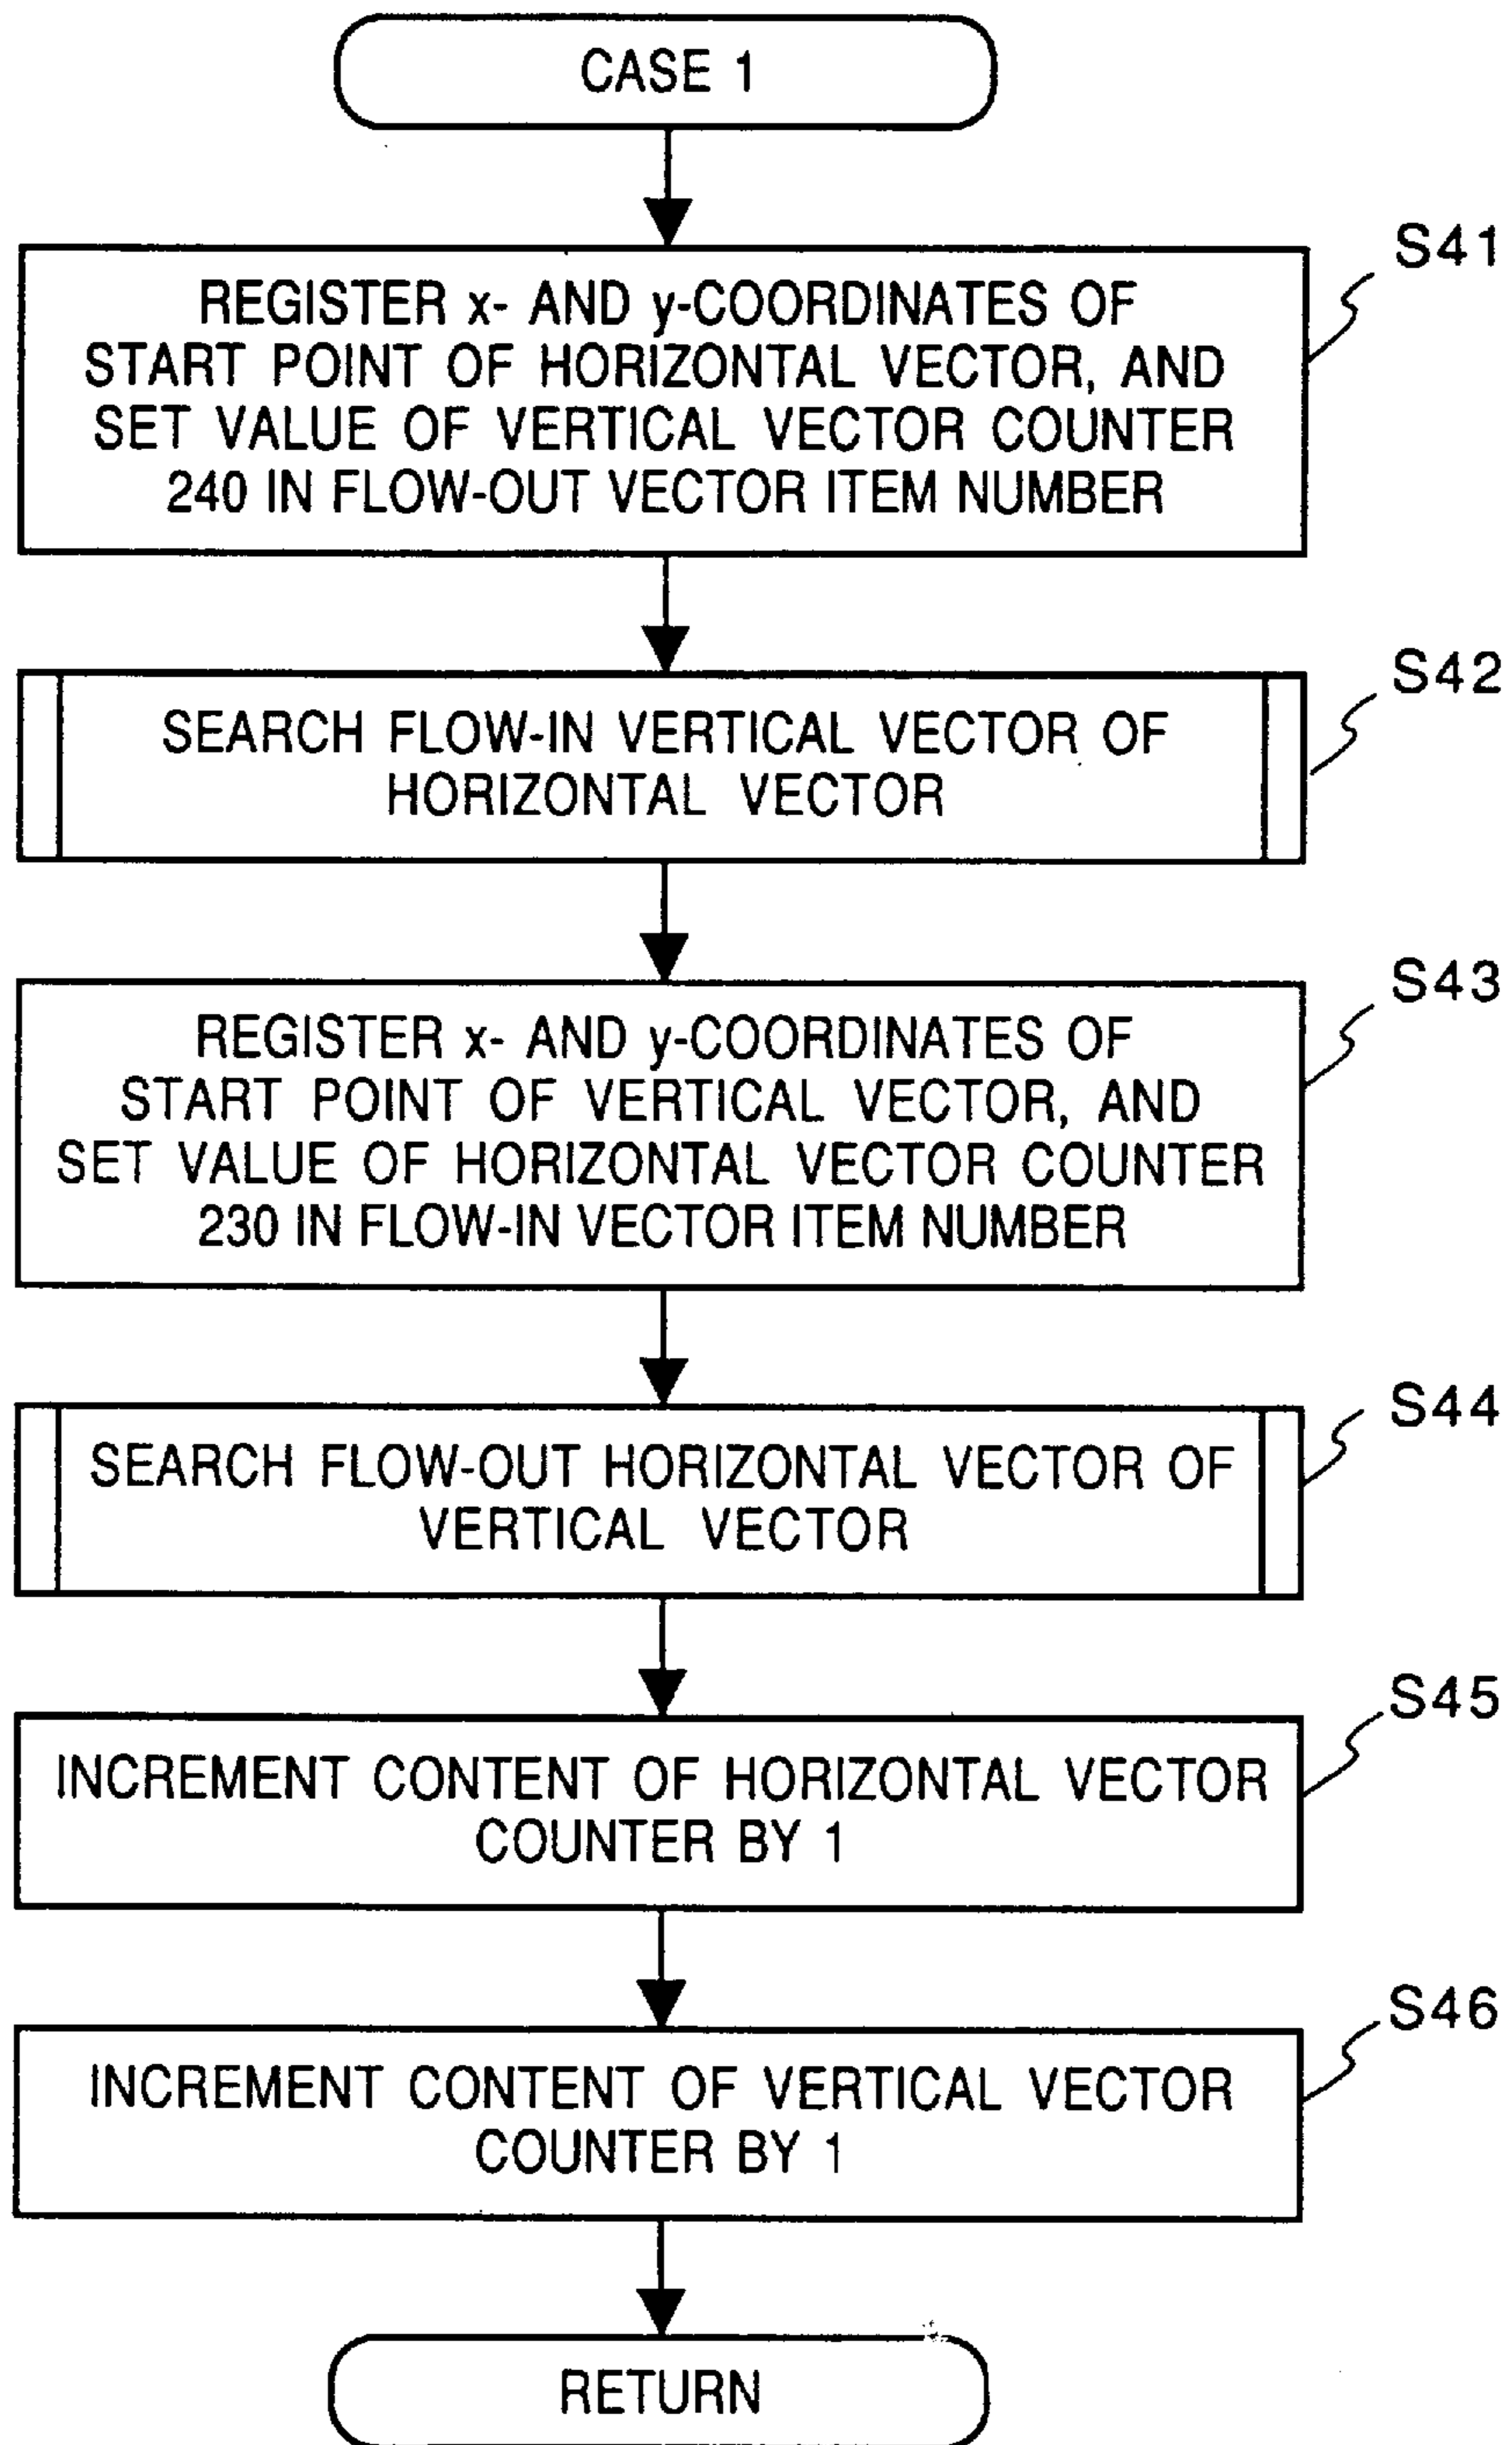 CASE 1
S41
REGISTER x- AND y-COORDINATES OF
START POINT OF HORIZONTAL VECTOR, AND
SET VALUE OF VERTICAL VECTOR COUNTER
240 IN FLOW-OUT VECTOR ITEM NUMBER
S42
SEARCH FLOW-IN VERTICAL VECTOR OF
HORIZONTAL VECTOR
S43
REGISTER x- AND y-COORDINATES OF
START POINT OF VERTICAL VECTOR, AND
SET VALUE OF HORIZONTAL VECTOR COUNTER
230 IN FLOW-IN VECTOR ITEM NUMBER
S44
SEARCH FLOW-OUT HORIZONTAL VECTOR OF
VERTICAL VECTOR
S45
INCREMENT CONTENT OF HORIZONTAL VECTOR
COUNTER BY 1
S46
INCREMENT CONTENT OF VERTICAL VECTOR
COUNTER BY 1
RETURN